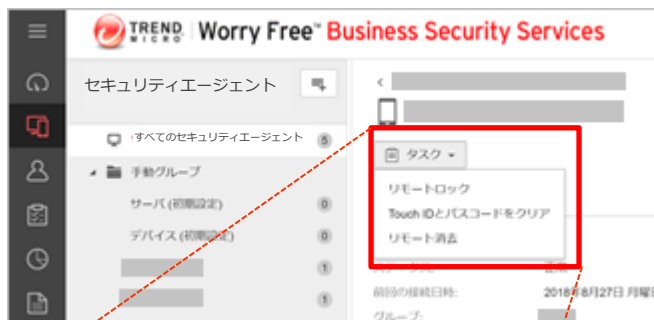 TREND MICRO Worry Free™ Business Security Services
セキュリティエージェント
すべてのセキュリティエージェント 5
手動グループ
サーバ (初期設定) 0
デバイス (初期設定) 0
1
1
タスク
リモートロック
Touch IDとパスコードをクリア
リモート消去
前回の接続日時: 2018年8月27日 月曜
グループ: